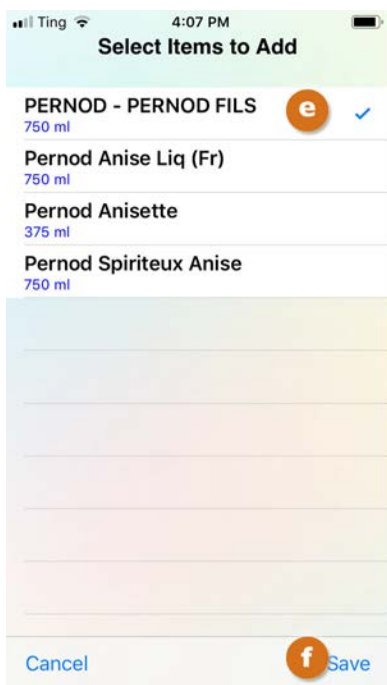 Ting 4:07 PM
Select Items to Add
PERNOD - PERNOD FILS e
750 ml
Pernod Anise Liq (Fr)
750 ml
Pernod Anisette
375 ml
Pernod Spiriteux Anise
750 ml
Cancel f Save